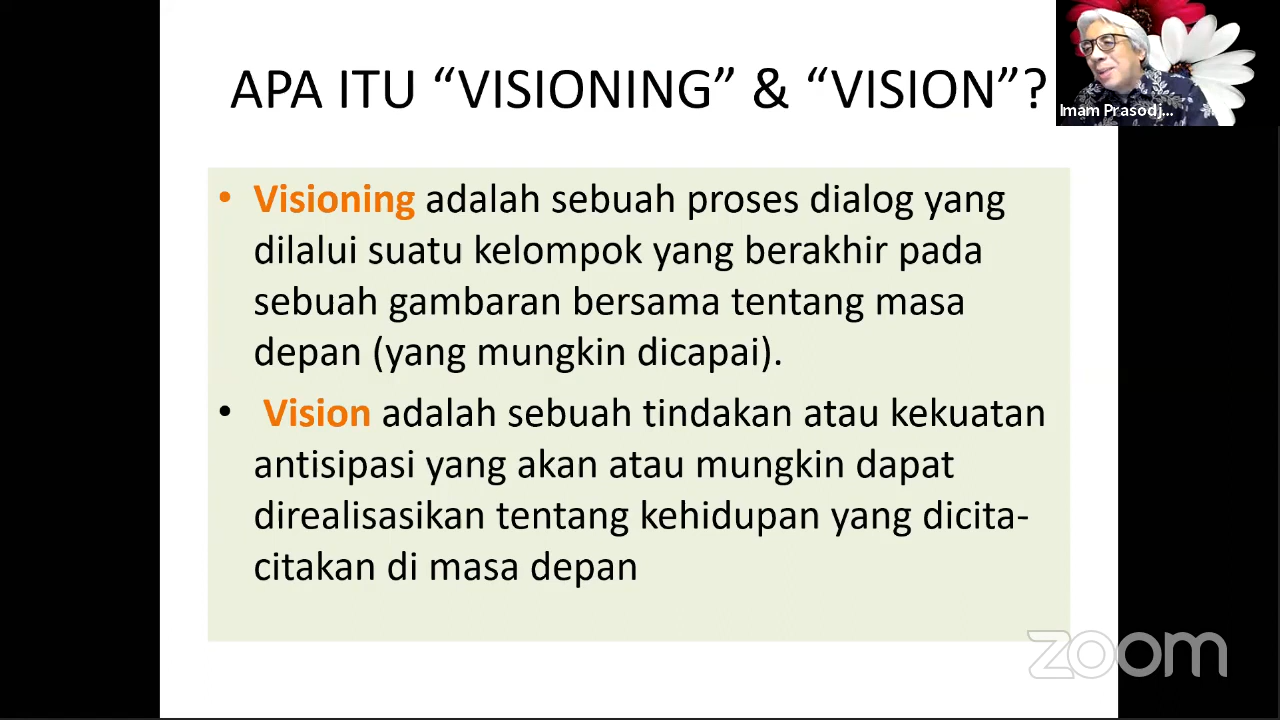 APA ITU “VISIONING” & “VISION”?
Imam Prasodj...
• Visioning adalah sebuah proses dialog yang
dilalui suatu kelompok yang berakhir pada
sebuah gambaran bersama tentang masa
depan (yang mungkin dicapai).
• Vision adalah sebuah tindakan atau kekuatan
antisipasi yang akan atau mungkin dapat
direalisasikan tentang kehidupan yang dicita-
citakan di masa depan
zoom